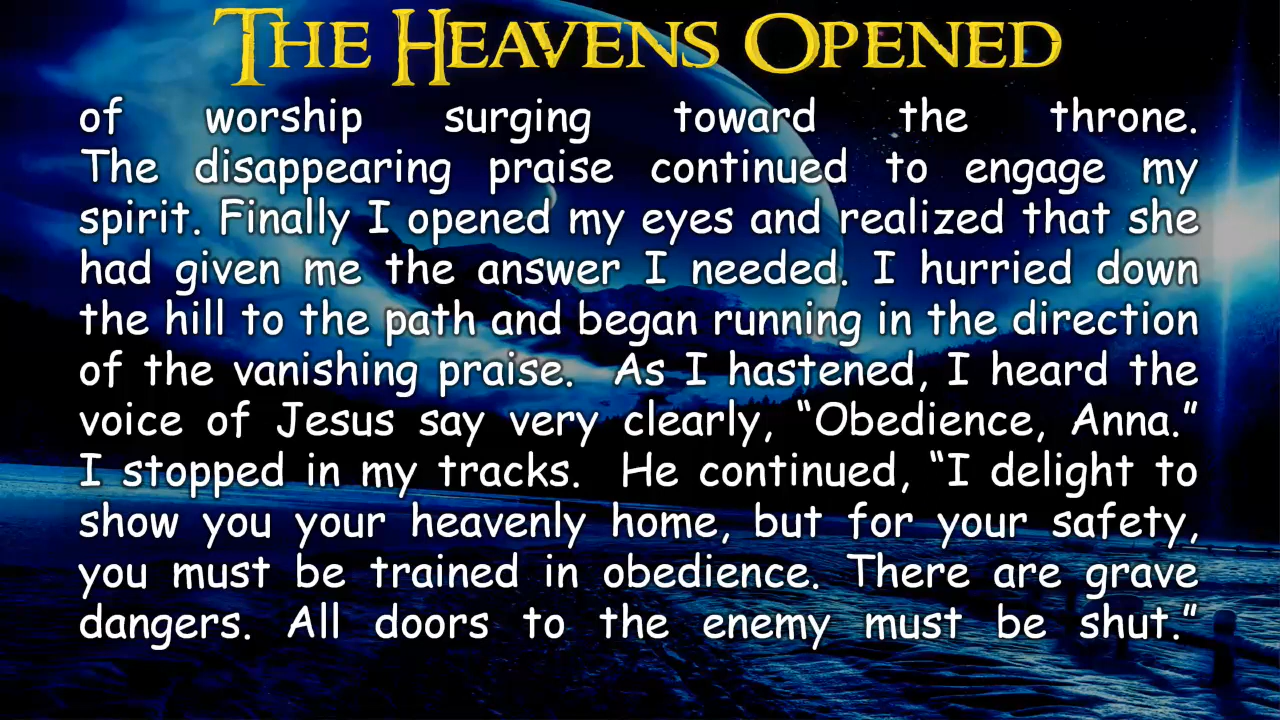 THE HEAVENS OPENED
of worship surging toward the throne.
The disappearing praise continued to engage my
spirit. Finally I opened my eyes and realized that she
had given me the answer I needed. I hurried down
the hill to the path and began running in the direction
of the vanishing praise. As I hastened, I heard the
voice of Jesus say very clearly, “Obedience, Anna.”
I stopped in my tracks. He continued, “I delight to
show you your heavenly home, but for your safety,
you must be trained in obedience. There are grave
dangers. All doors to the enemy must be shut.”